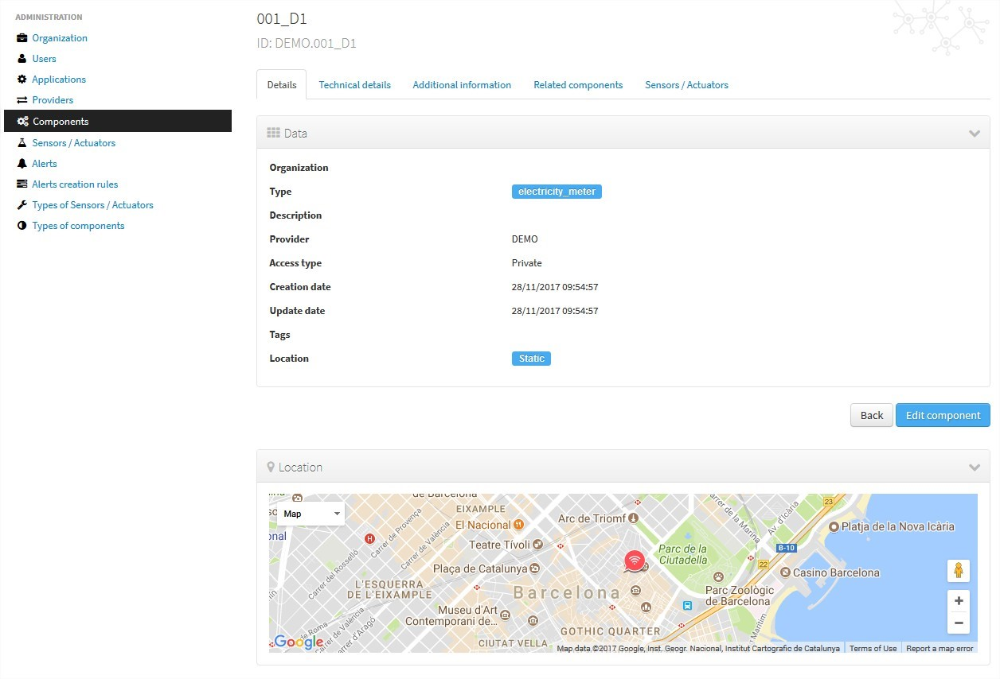 ADMINISTRATION
Organization
Users
Applications
Providers
Components
Sensors / Actuators
Alerts
Alerts creation rules
Types of Sensors / Actuators
Types of components
001_D1
ID: DEMO.001_D1
Details
Technical details
Additional information
Related components
Sensors / Actuators
Data
Organization
Type electricity_meter
Description
Provider DEMO
Access type Private
Creation date 28/11/2017 09:54:57
Update date 28/11/2017 09:54:57
Tags
Location Static
Back
Edit component
Location
Map
de Barcelona
EIXAMPLE
El Nacional
Teatre Tívoli
Plaça de Catalunya
L'ESQUERRA
DE L'EIXAMPLE
Museu d'Art
Contemporani de...
CIUTAT VELLA
Carrer de Provença
Carrer de València
Carrer del Rosselló
Carrer de València
Carrer d'Aragó
de Roma
H
Arc de Triomf
Parc de la
Ciutadella
Barcelona
GOTHIC QUARTER
Parc Zoològic
de Barcelona
Carrer de la Marina
Av. d'Icària
23
B-10
22
Platja de la Nova Icària
Casino Barcelona
+
−
Google
Map data ©2017 Google, Inst. Geogr. Nacional, Institut Cartogràfic de Catalunya
Terms of Use
Report a map error